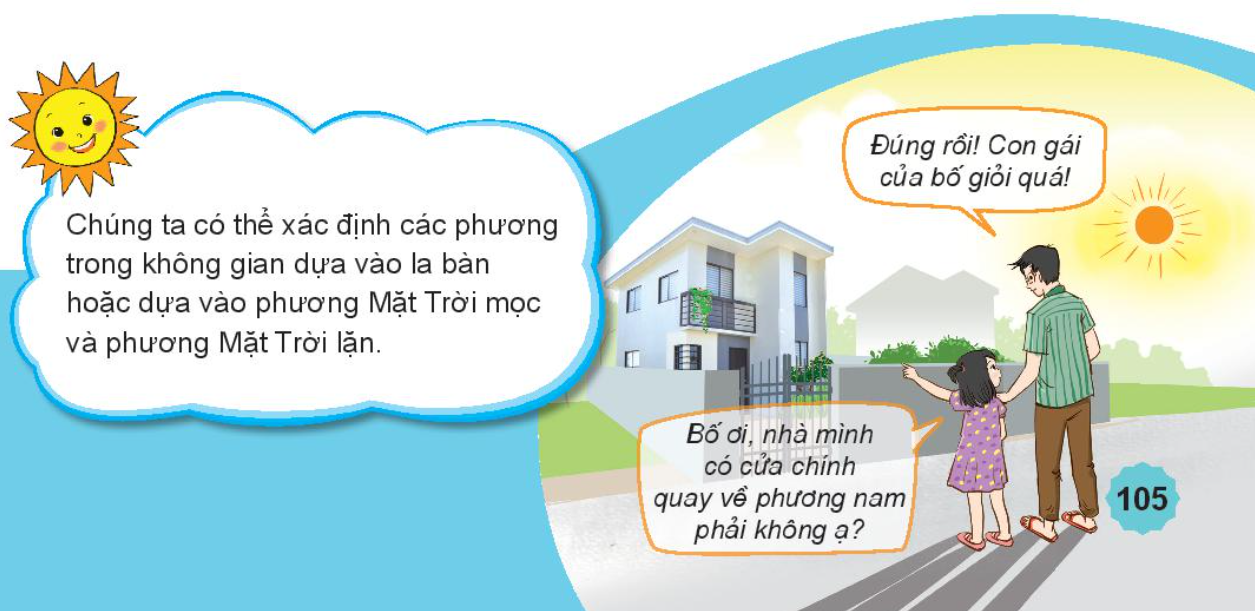 Chúng ta có thể xác định các phương
trong không gian dựa vào la bàn
hoặc dựa vào phương Mặt Trời mọc
và phương Mặt Trời lặn.
Đúng rồi! Con gái
của bố giỏi quá!
Bố ơi, nhà mình
có cửa chính
quay về phương nam
phải không ạ?
105